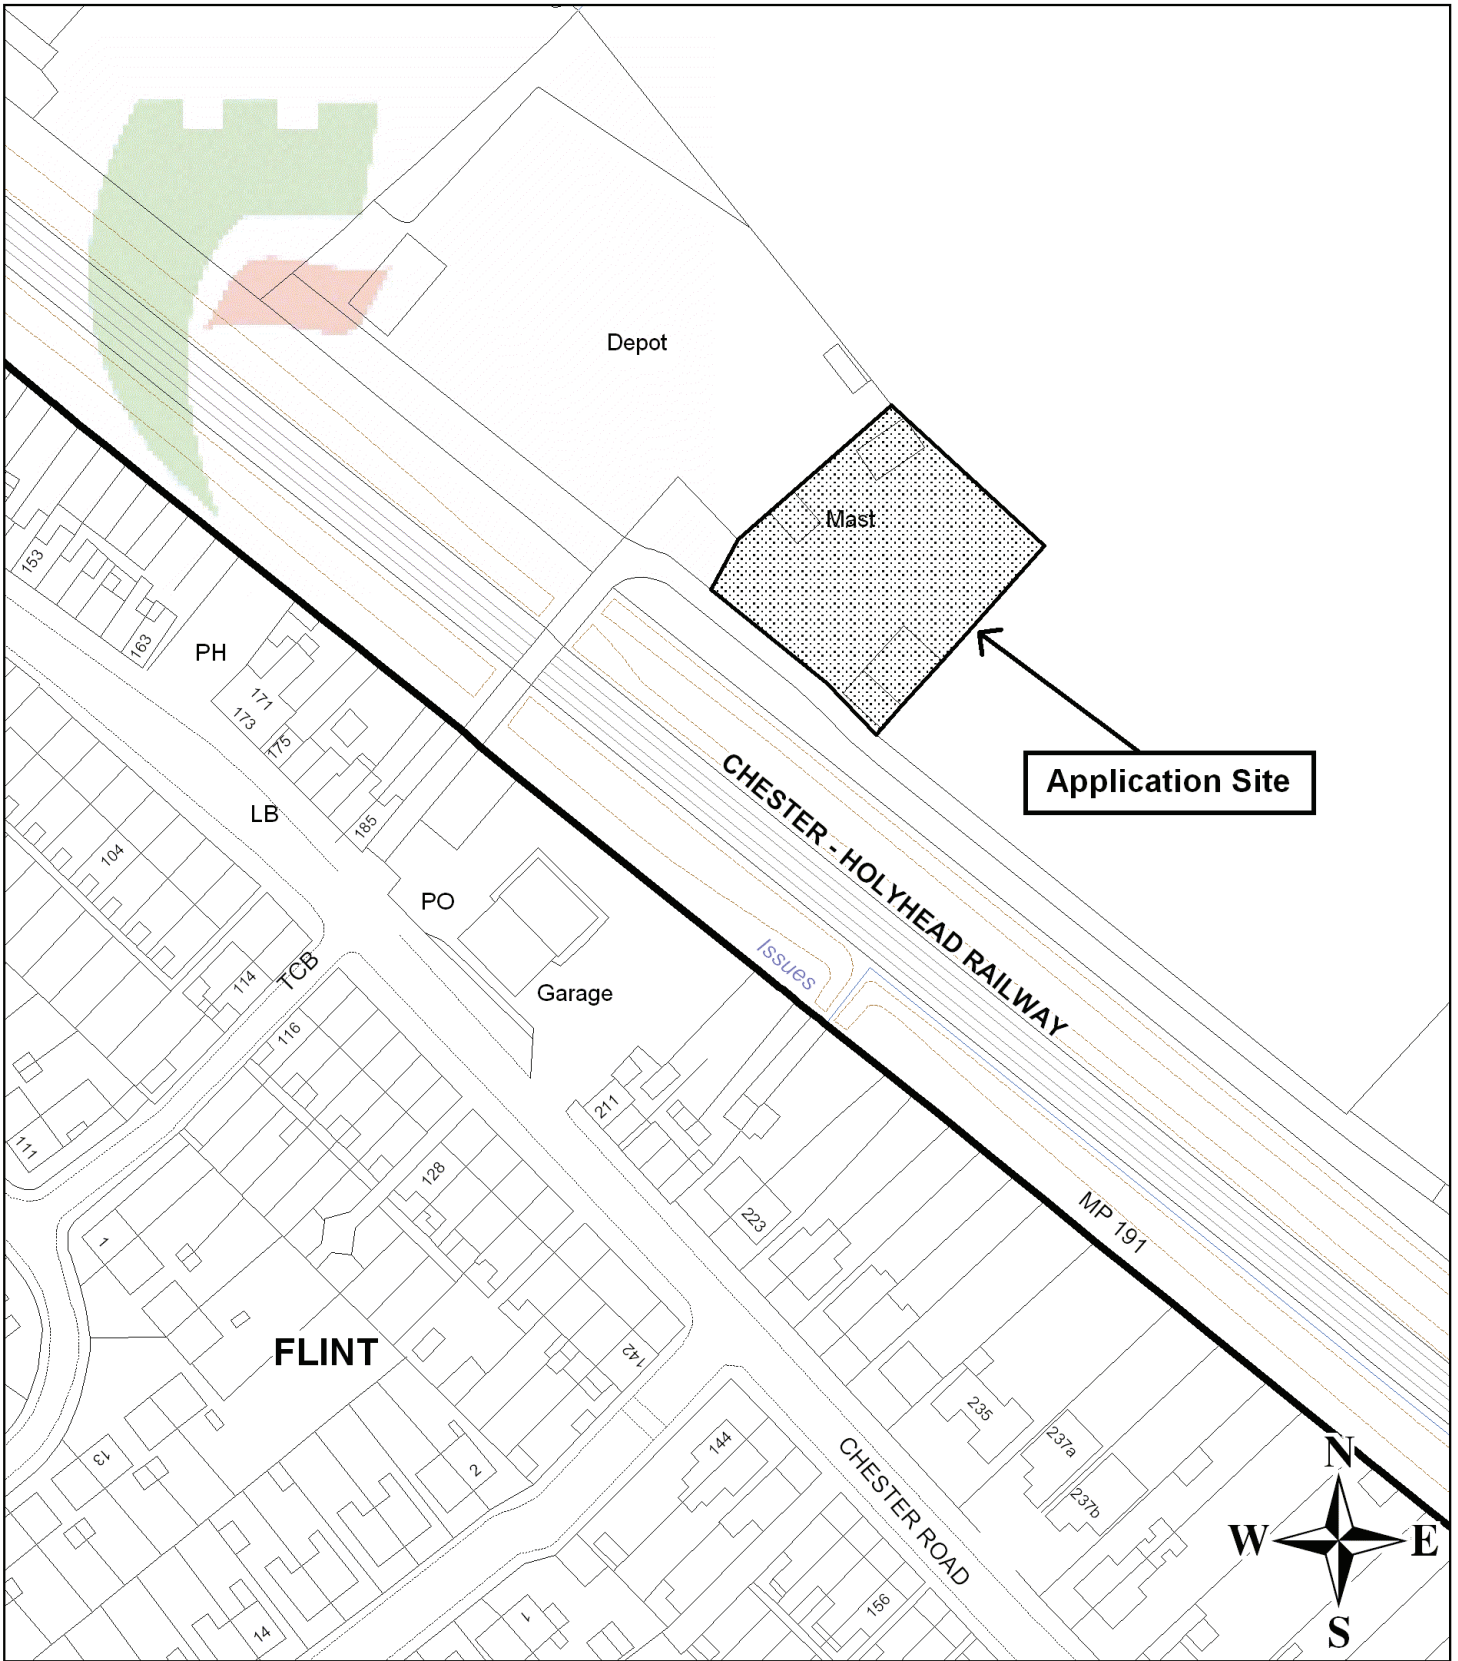 Depot
Mast
153
163
PH
171
173
175
Application Site
LB
185
104
CHESTER - HOLYHEAD RAILWAY
PO
Issues
114
TCB
Garage
116
211
111
128
MP 191
223
1
FLINT
142
235
144
237a
13
2
237b
CHESTER ROAD
N
W
E
S
156
1
14